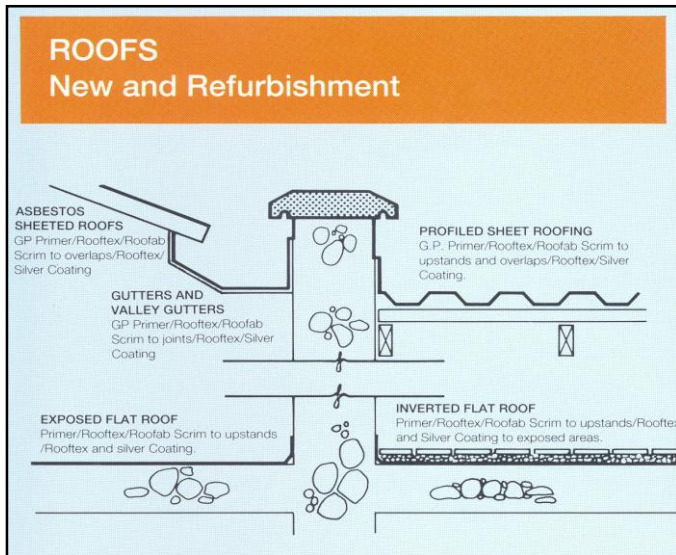 ROOFS
New and Refurbishment
ASBESTOS
SHEETED ROOFS
GP Primer/Rooftex/Roofab
Scrim to overlaps/Rooftex/
Silver Coating
GUTTERS AND
VALLEY GUTTERS
GP Primer/Rooftex/Roofab
Scrim to joints/Rooftex/Silver
Coating
PROFILED SHEET ROOFING
G.P. Primer/Rooftex/Roofab Scrim to
upstands and overlaps/Rooftex/Silver
Coating.
EXPOSED FLAT ROOF
Primer/Rooftex/Roofab Scrim to upstands
/Rooftex and silver Coating.
INVERTED FLAT ROOF
Primer/Rooftex/Roofab Scrim to upstands/Rooftex
and Silver Coating to exposed areas.